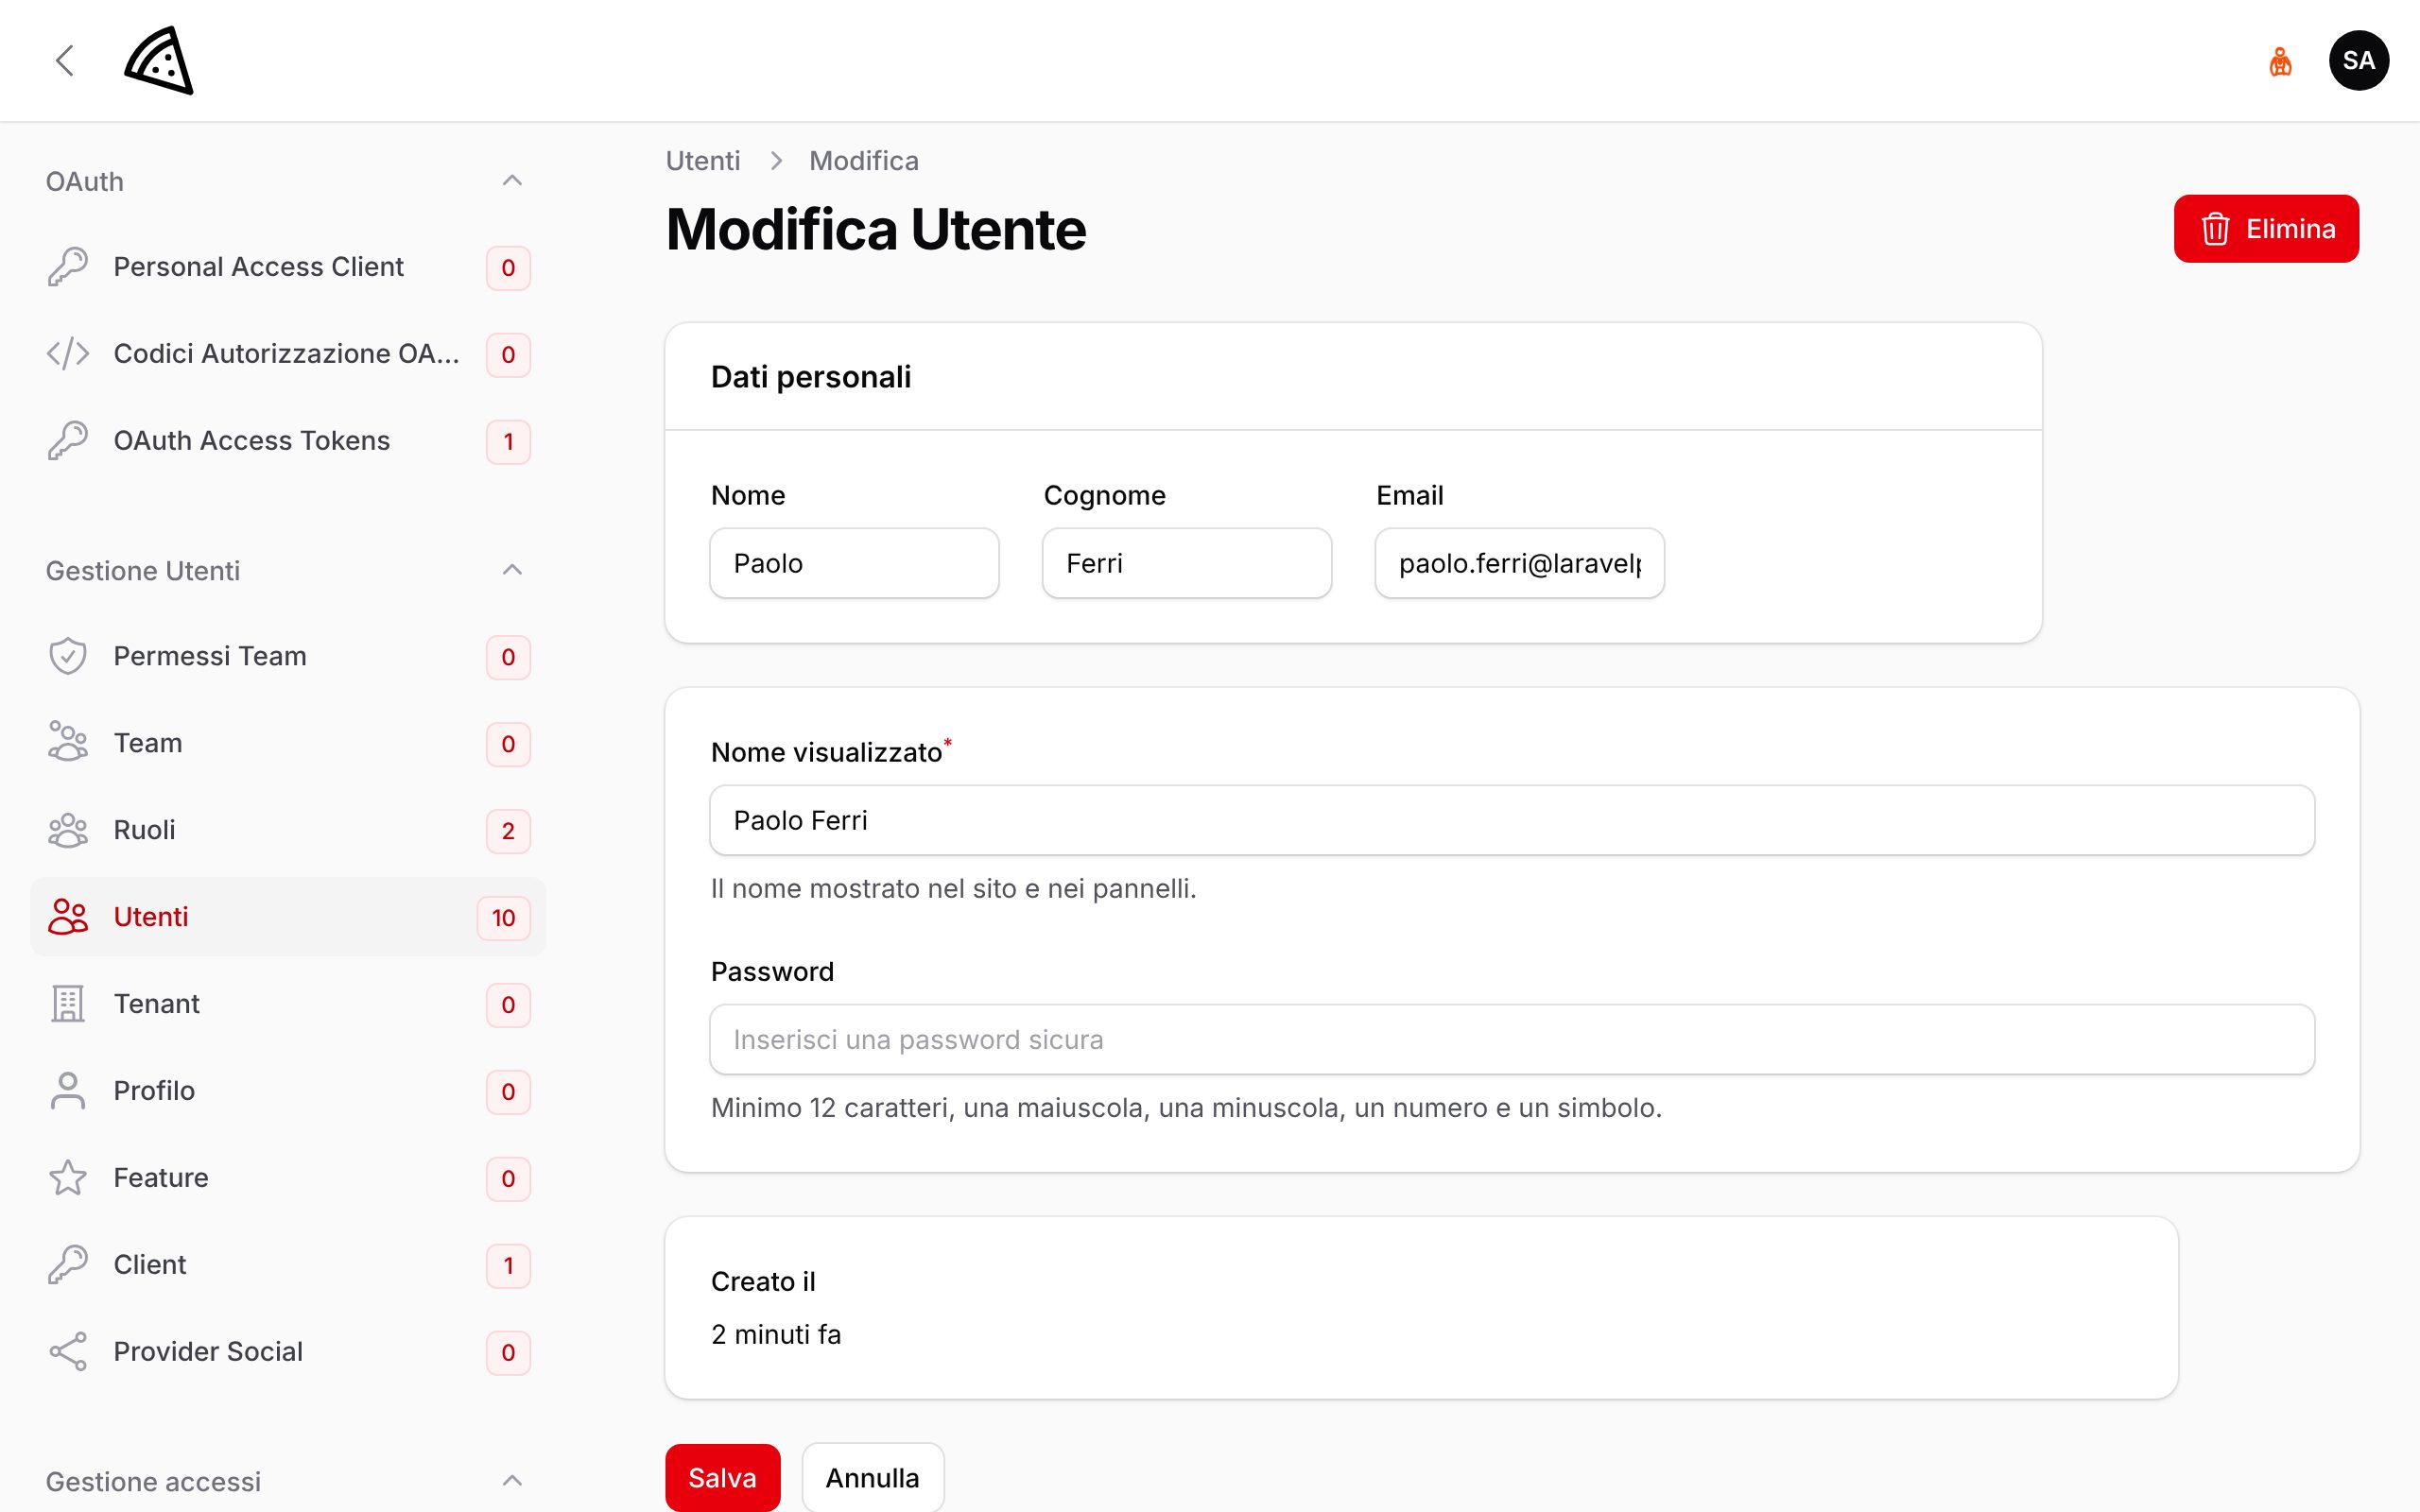 SA
OAuth
Personal Access Client 0
Codici Autorizzazione OA... 0
OAuth Access Tokens 1
Gestione Utenti
Permessi Team 0
Team 0
Ruoli 2
Utenti 10
Tenant 0
Profilo 0
Feature 0
Client 1
Provider Social 0
Gestione accessi
Utenti > Modifica
Modifica Utente
Elimina
Dati personali
Nome Cognome Email
Paolo Ferri paolo.ferri@laravelp
Nome visualizzato*
Paolo Ferri
Il nome mostrato nel sito e nei pannelli.
Password
Inserisci una password sicura
Minimo 12 caratteri, una maiuscola, una minuscola, un numero e un simbolo.
Creato il
2 minuti fa
Salva Annulla